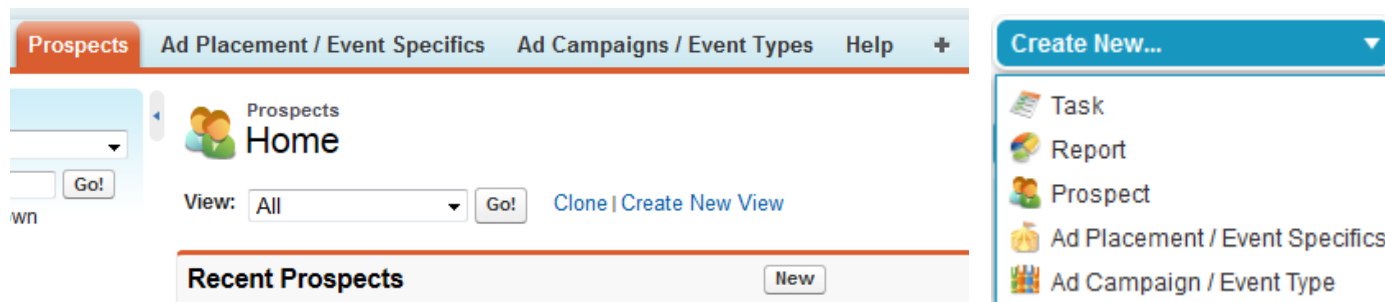 Prospects Ad Placement / Event Specifics Ad Campaigns / Event Types Help +
Prospects
Home
Go!
View: All Go! Clone | Create New View
Recent Prospects New
Create New...
Task
Report
Prospect
Ad Placement / Event Specifics
Ad Campaign / Event Type